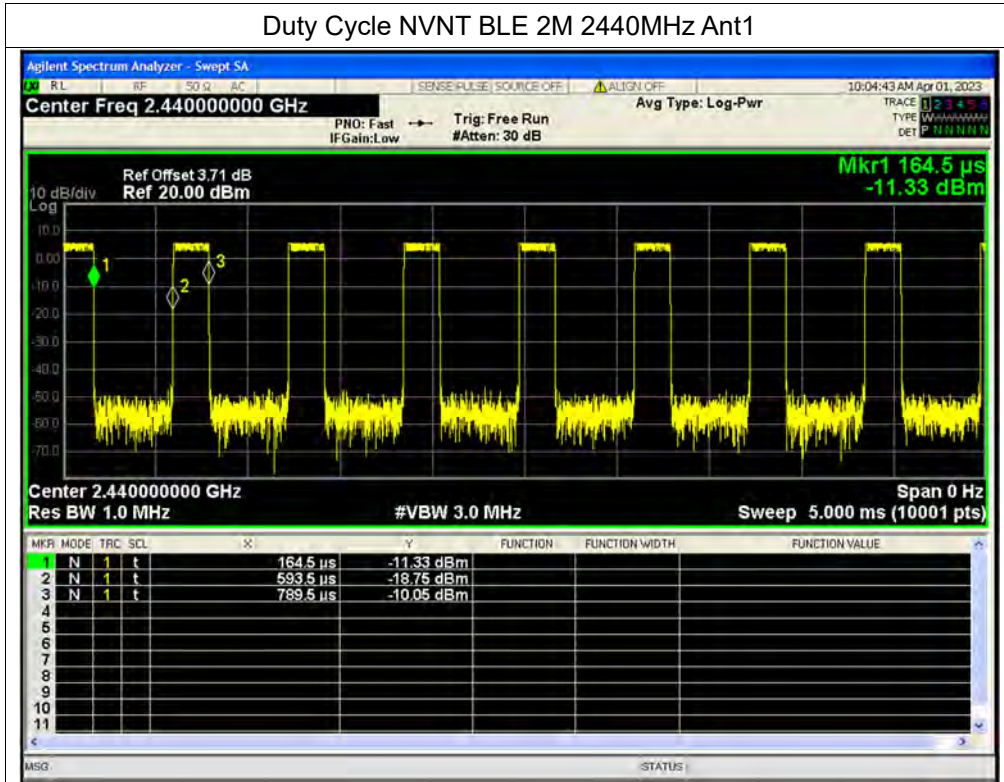 Duty Cycle NVNT BLE 2M 2440MHz Ant1
Agilent Spectrum Analyzer - Swept SA
LXI RL RF 50 Ω AC SENSE:PULSE SOURCE OFF ALIGN OFF 10:04:43 AM Apr 01, 2023
Center Freq 2.440000000 GHz Avg Type: Log-Pwr TRACE 1 2 3 4 5 6
PNO: Fast Trig: Free Run TYPE W
IFGain:Low #Atten: 30 dB DET P N N N N N
Mkr1 164.5 µs
Ref Offset 3.71 dB
10 dB/div Ref 20.00 dBm -11.33 dBm
Log
10.0
0.00
-10.0
-20.0
-30.0
-40.0
-50.0
-60.0
-70.0
1
2
3
Center 2.440000000 GHz Span 0 Hz
Res BW 1.0 MHz #VBW 3.0 MHz Sweep 5.000 ms (10001 pts)
MKR MODE TRC SCL X Y FUNCTION FUNCTION WIDTH FUNCTION VALUE
1 N 1 t 164.5 µs -11.33 dBm
2 N 1 t 593.5 µs -18.75 dBm
3 N 1 t 789.5 µs -10.05 dBm
4
5
6
7
8
9
10
11
MSG STATUS